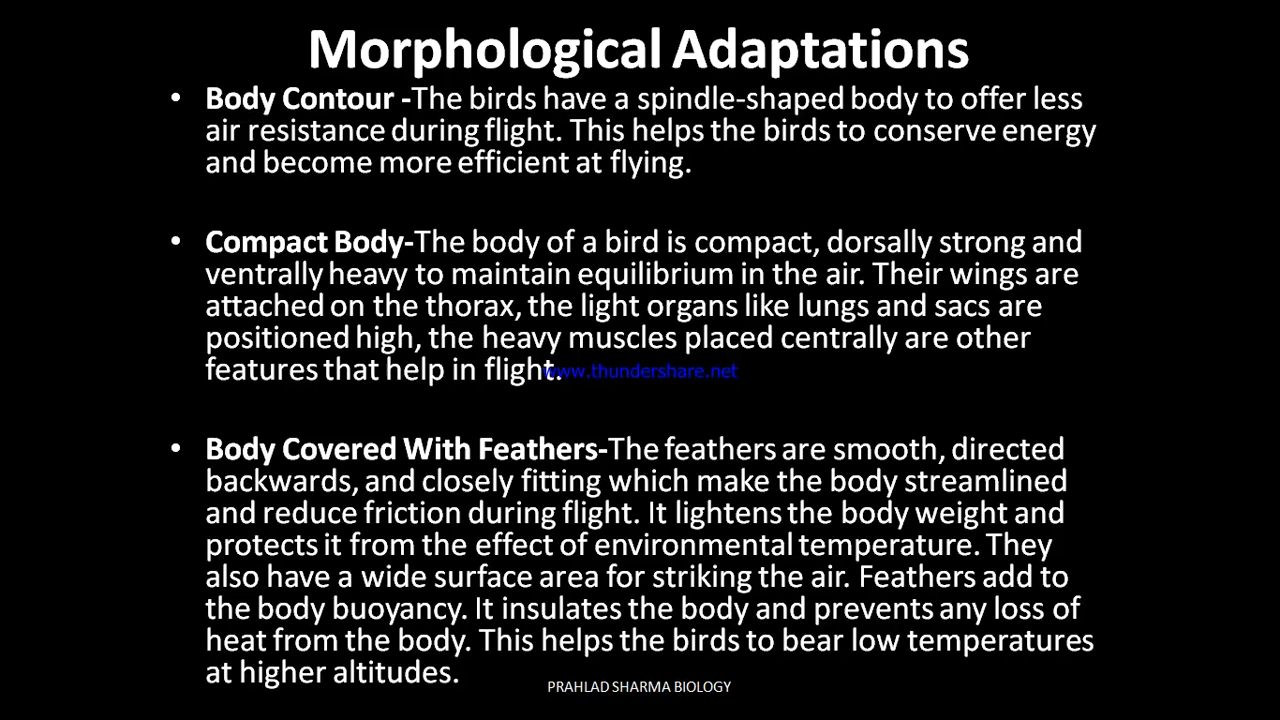 Morphological Adaptations
• Body Contour -The birds have a spindle-shaped body to offer less
air resistance during flight. This helps the birds to conserve energy
and become more efficient at flying.
• Compact Body-The body of a bird is compact, dorsally strong and
ventrally heavy to maintain equilibrium in the air. Their wings are
attached on the thorax, the light organs like lungs and sacs are
positioned high, the heavy muscles placed centrally are other
features that help in flight.
www.thundershare.net
• Body Covered With Feathers-The feathers are smooth, directed
backwards, and closely fitting which make the body streamlined
and reduce friction during flight. It lightens the body weight and
protects it from the effect of environmental temperature. They
also have a wide surface area for striking the air. Feathers add to
the body buoyancy. It insulates the body and prevents any loss of
heat from the body. This helps the birds to bear low temperatures
at higher altitudes.
PRAHLAD SHARMA BIOLOGY